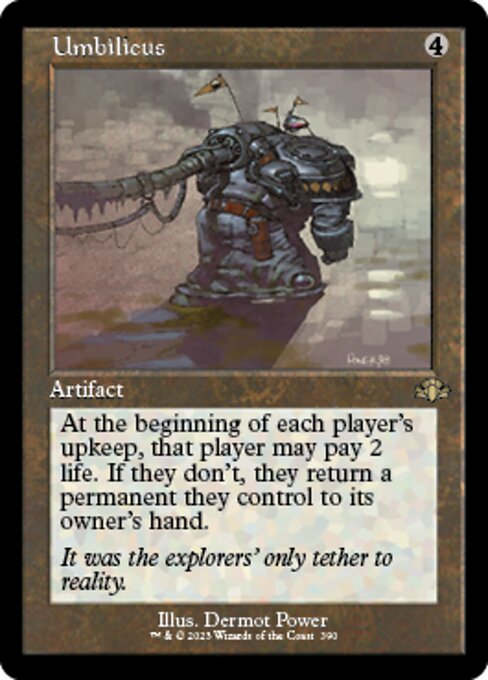 Umbilicus 4
POWER 98
Artifact
At the beginning of each player's
upkeep, that player may pay 2
life. If they don't, they return a
permanent they control to its
owner's hand.
It was the explorers' only tether to
reality.
Illus. Dermot Power
™ & © 2023 Wizards of the Coast 390